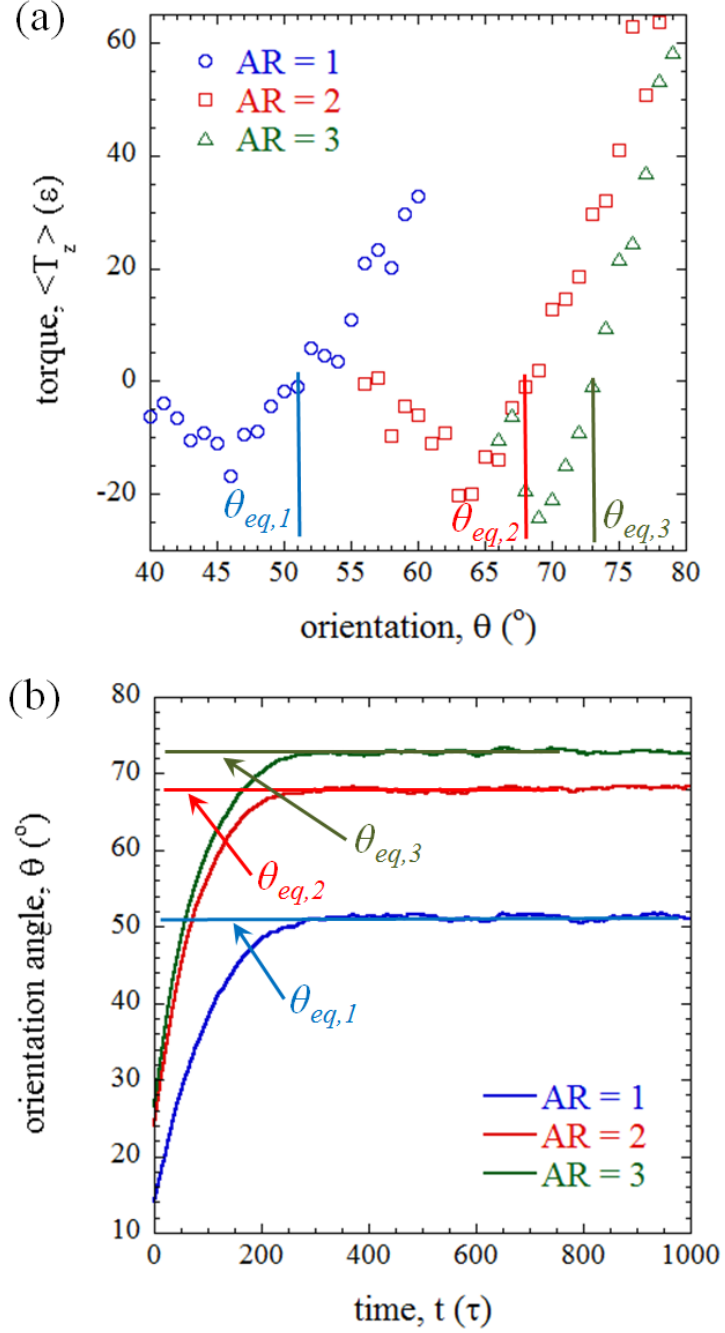 (a)
60
40
20
0
-20
torque, <T_z> (ε)
AR = 1
AR = 2
AR = 3
θ_eq,1
θ_eq,2
θ_eq,3
40 45 50 55 60 65 70 75 80
orientation, θ (°)
(b)
80
70
60
50
40
30
20
10
orientation angle, θ (°)
θ_eq,3
θ_eq,2
θ_eq,1
AR = 1
AR = 2
AR = 3
0 200 400 600 800 1000
time, t (τ)